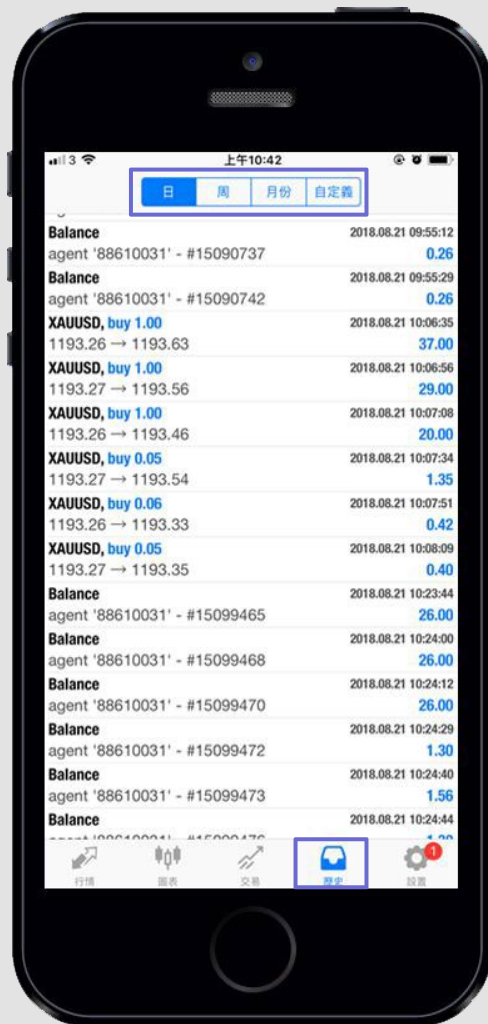 3 上午10:42
日 周 月份 自定義
Balance 2018.08.21 09:55:12
agent '88610031' - #15090737 0.26
Balance 2018.08.21 09:55:29
agent '88610031' - #15090742 0.26
XAUUSD, buy 1.00 2018.08.21 10:06:35
1193.26 → 1193.63 37.00
XAUUSD, buy 1.00 2018.08.21 10:06:56
1193.27 → 1193.56 29.00
XAUUSD, buy 1.00 2018.08.21 10:07:08
1193.26 → 1193.46 20.00
XAUUSD, buy 0.05 2018.08.21 10:07:34
1193.27 → 1193.54 1.35
XAUUSD, buy 0.06 2018.08.21 10:07:51
1193.26 → 1193.33 0.42
XAUUSD, buy 0.05 2018.08.21 10:08:09
1193.27 → 1193.35 0.40
Balance 2018.08.21 10:23:44
agent '88610031' - #15099465 26.00
Balance 2018.08.21 10:24:00
agent '88610031' - #15099468 26.00
Balance 2018.08.21 10:24:12
agent '88610031' - #15099470 26.00
Balance 2018.08.21 10:24:29
agent '88610031' - #15099472 1.30
Balance 2018.08.21 10:24:40
agent '88610031' - #15099473 1.56
Balance 2018.08.21 10:24:44
1
行情 圖表 交易 歷史 設置